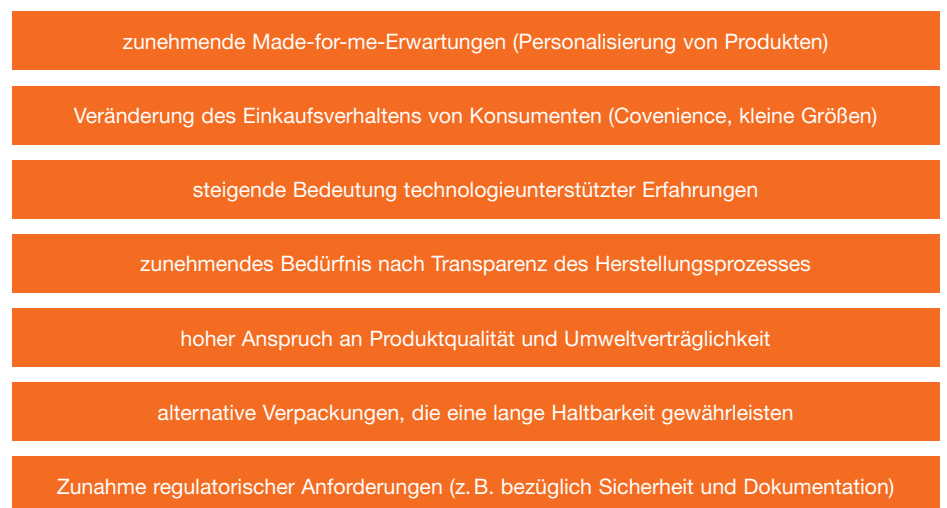 zunehmende Made-for-me-Erwartungen (Personalisierung von Produkten)
Veränderung des Einkaufsverhaltens von Konsumenten (Covenience, kleine Größen)
steigende Bedeutung technologieunterstützter Erfahrungen
zunehmendes Bedürfnis nach Transparenz des Herstellungsprozesses
hoher Anspruch an Produktqualität und Umweltverträglichkeit
alternative Verpackungen, die eine lange Haltbarkeit gewährleisten
Zunahme regulatorischer Anforderungen (z. B. bezüglich Sicherheit und Dokumentation)